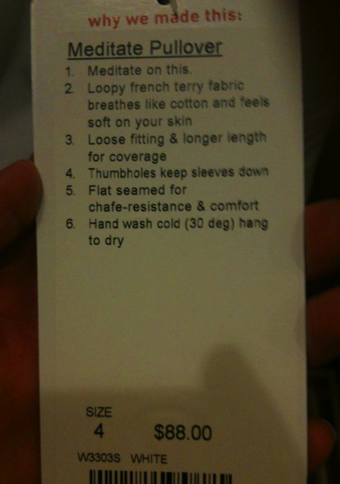 why we made this:
Meditate Pullover
1. Meditate on this.
2. Loopy french terry fabric
breathes like cotton and feels
soft on your skin
3. Loose fitting & longer length
for coverage
4. Thumbholes keep sleeves down
5. Flat seamed for
chafe-resistance & comfort
6. Hand wash cold (30 deg) hang
to dry
SIZE
4 $88.00
W3303S WHITE